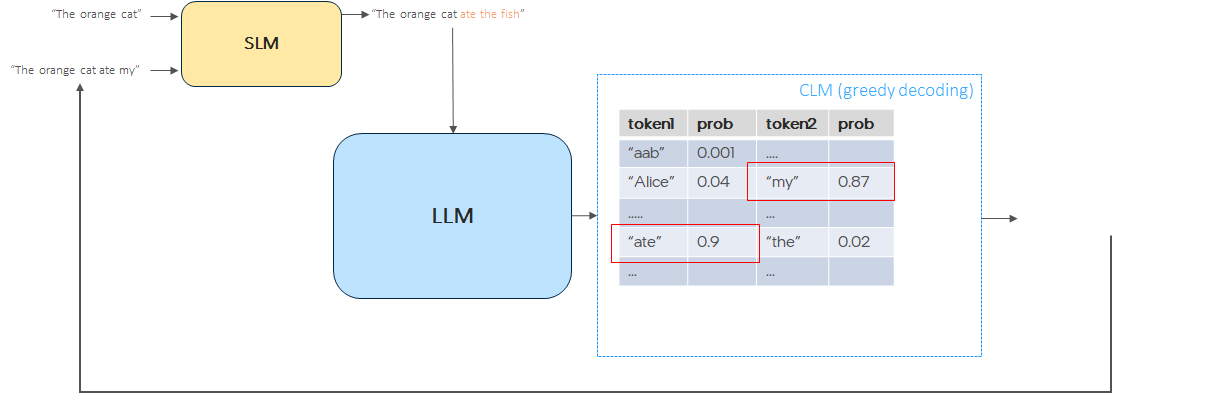 “The orange cat”
SLM
“The orange cat ate the fish”
“The orange cat ate my”
CLM (greedy decoding)
token1 prob token2 prob
“aab” 0.001 ....
“Alice” 0.04 “my” 0.87
..... ...
“ate” 0.9 “the” 0.02
... ...
LLM